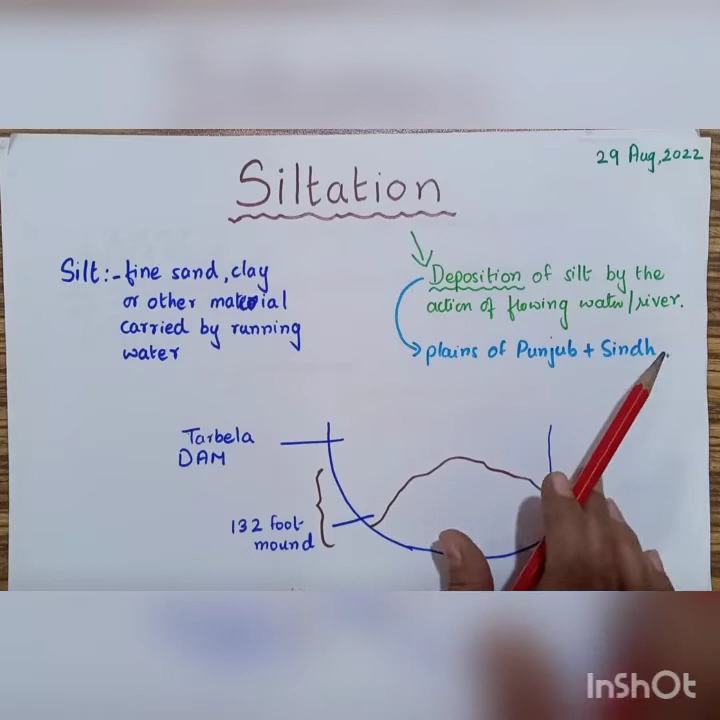 29 Aug, 2022
Siltation
Silt:- fine sand, clay
or other material
carried by running
water
Deposition of silt by the
action of flowing water/river.
plains of Punjub + Sindh
Tarbela
DAM
132 foot
mound
InShOt